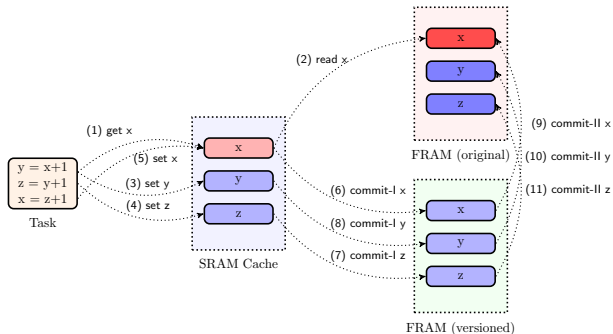 y = x+1
z = y+1
x = z+1
Task
(1) get x
(5) set x
(3) set y
(4) set z
x
y
z
SRAM Cache
(2) read x
(6) commit-I x
(8) commit-I y
(7) commit-I z
x
y
z
FRAM (original)
x
y
z
FRAM (versioned)
(9) commit-II x
(10) commit-II y
(11) commit-II z